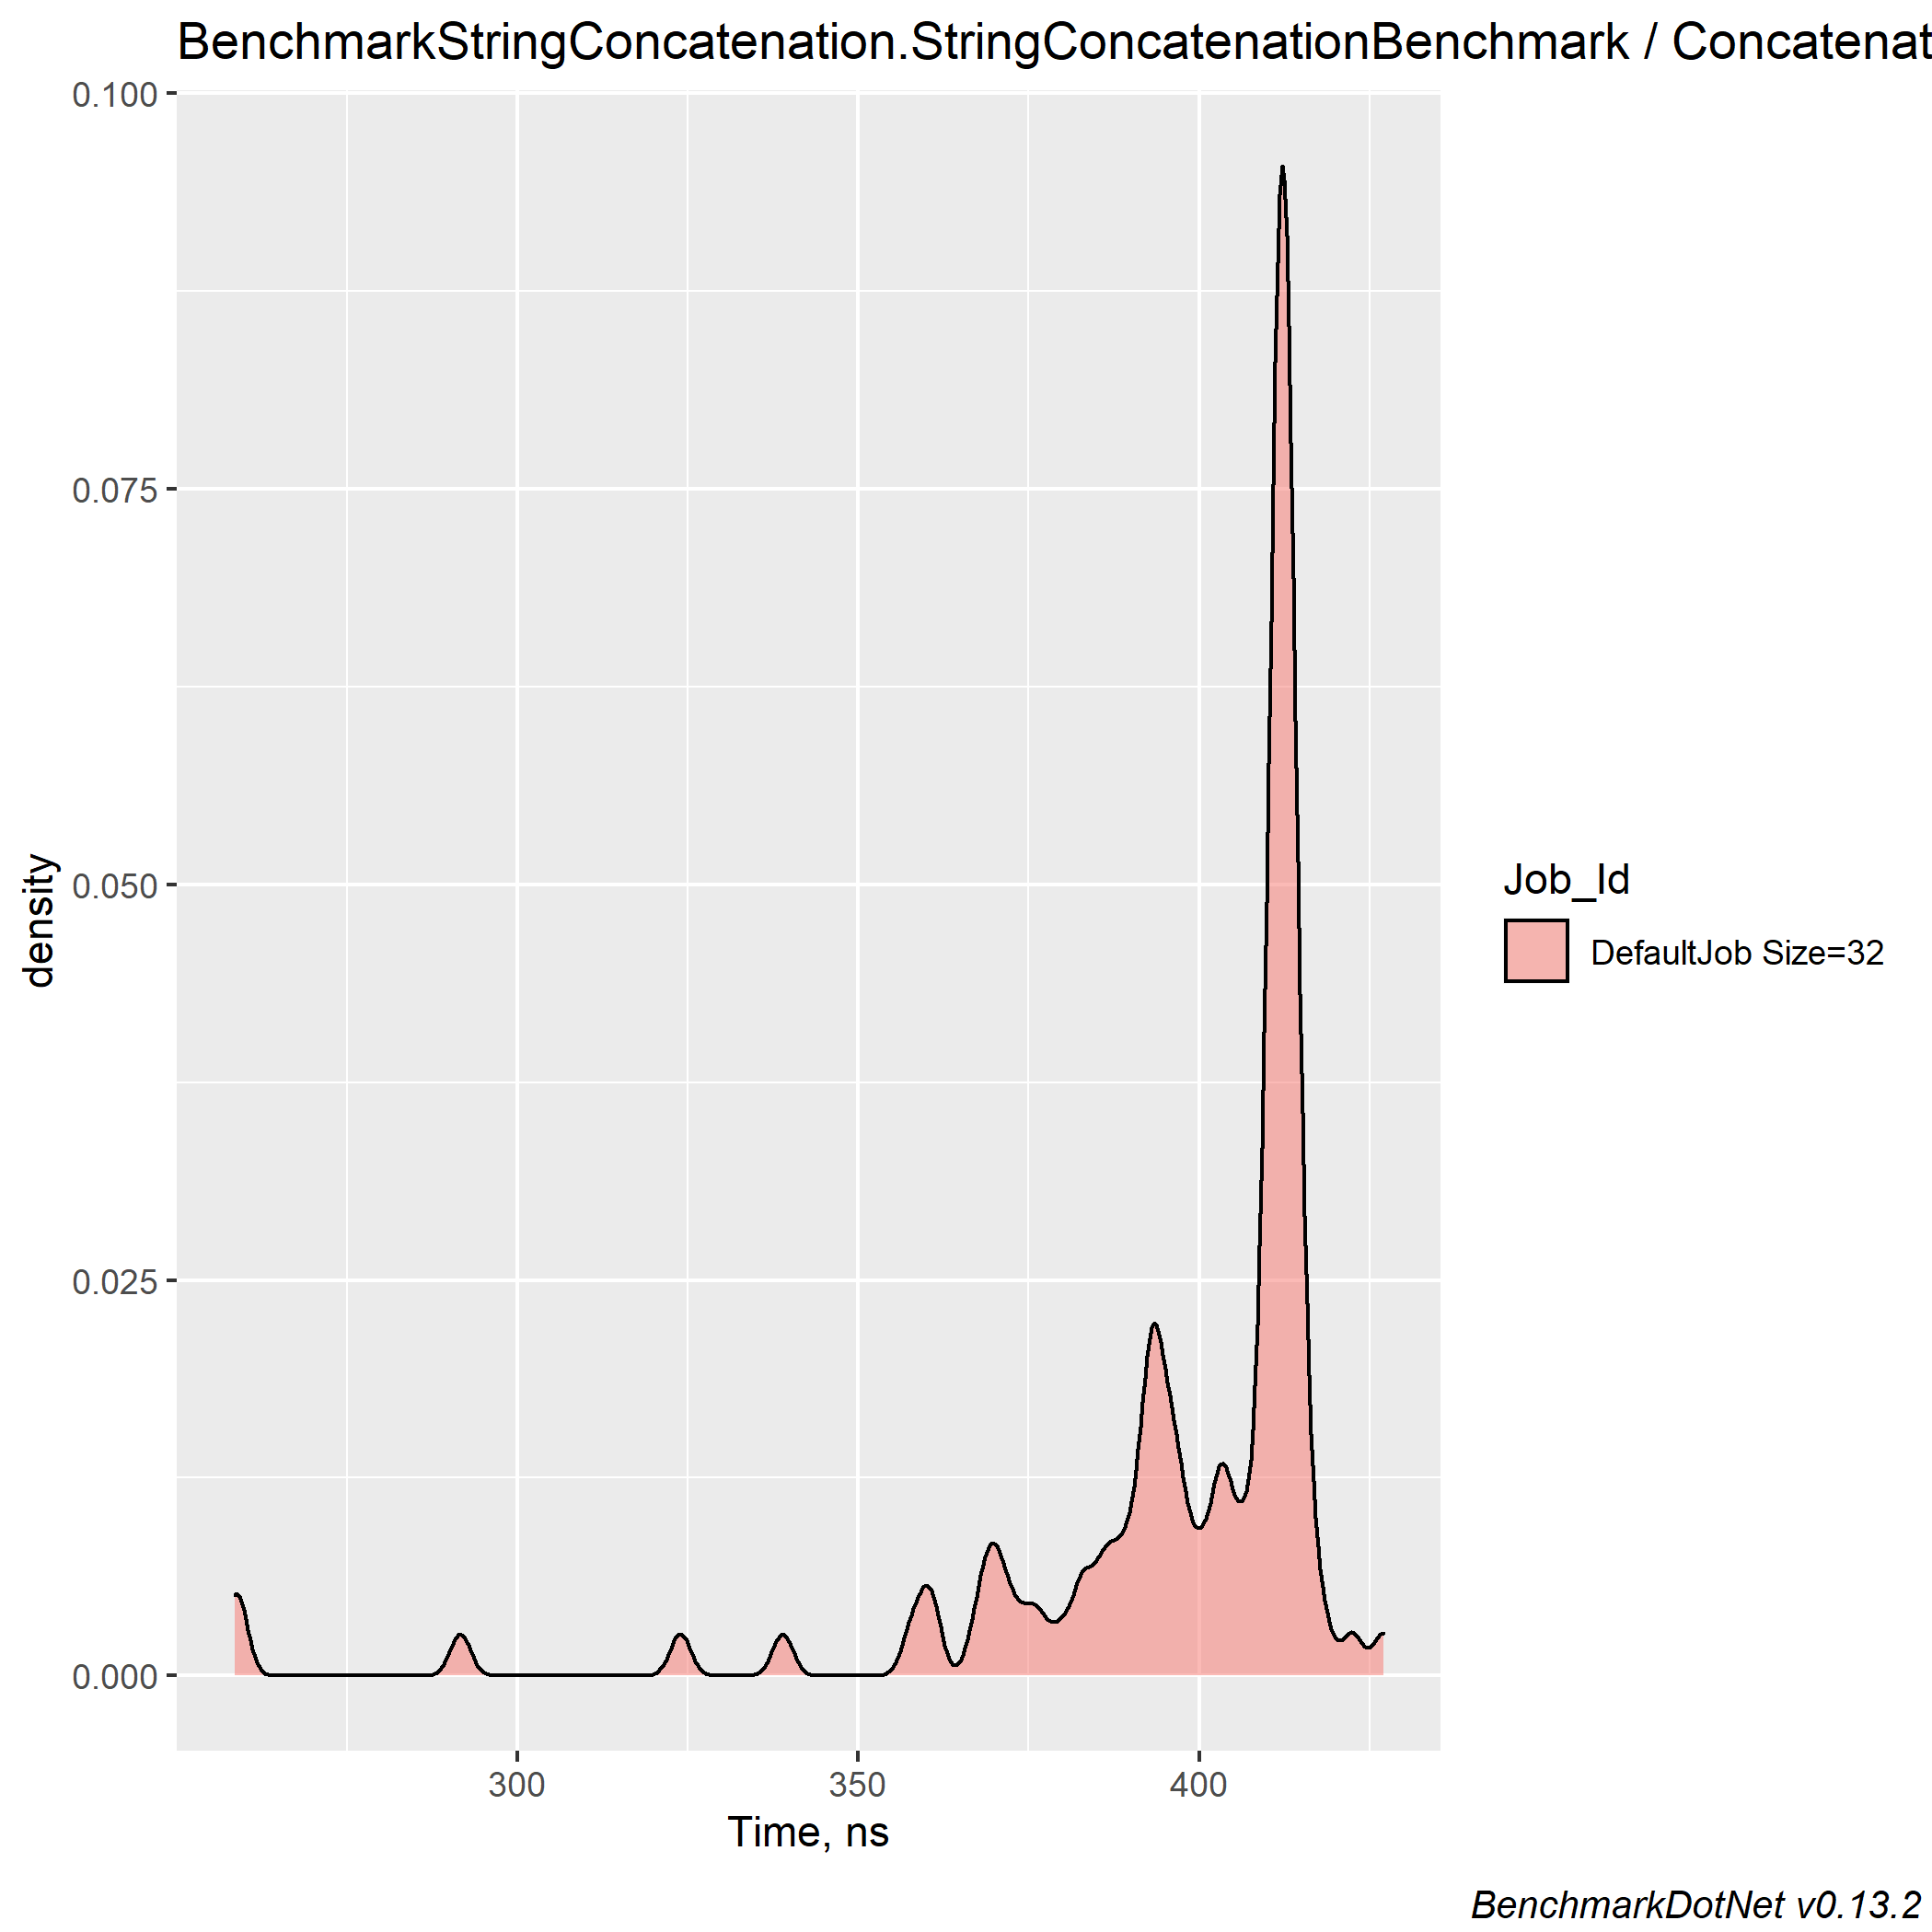 BenchmarkStringConcatenation.StringConcatenationBenchmark / Concatenat
0.100
0.075
0.050
0.025
0.000
density
300 350 400
Time, ns
Job_Id
DefaultJob Size=32
BenchmarkDotNet v0.13.2